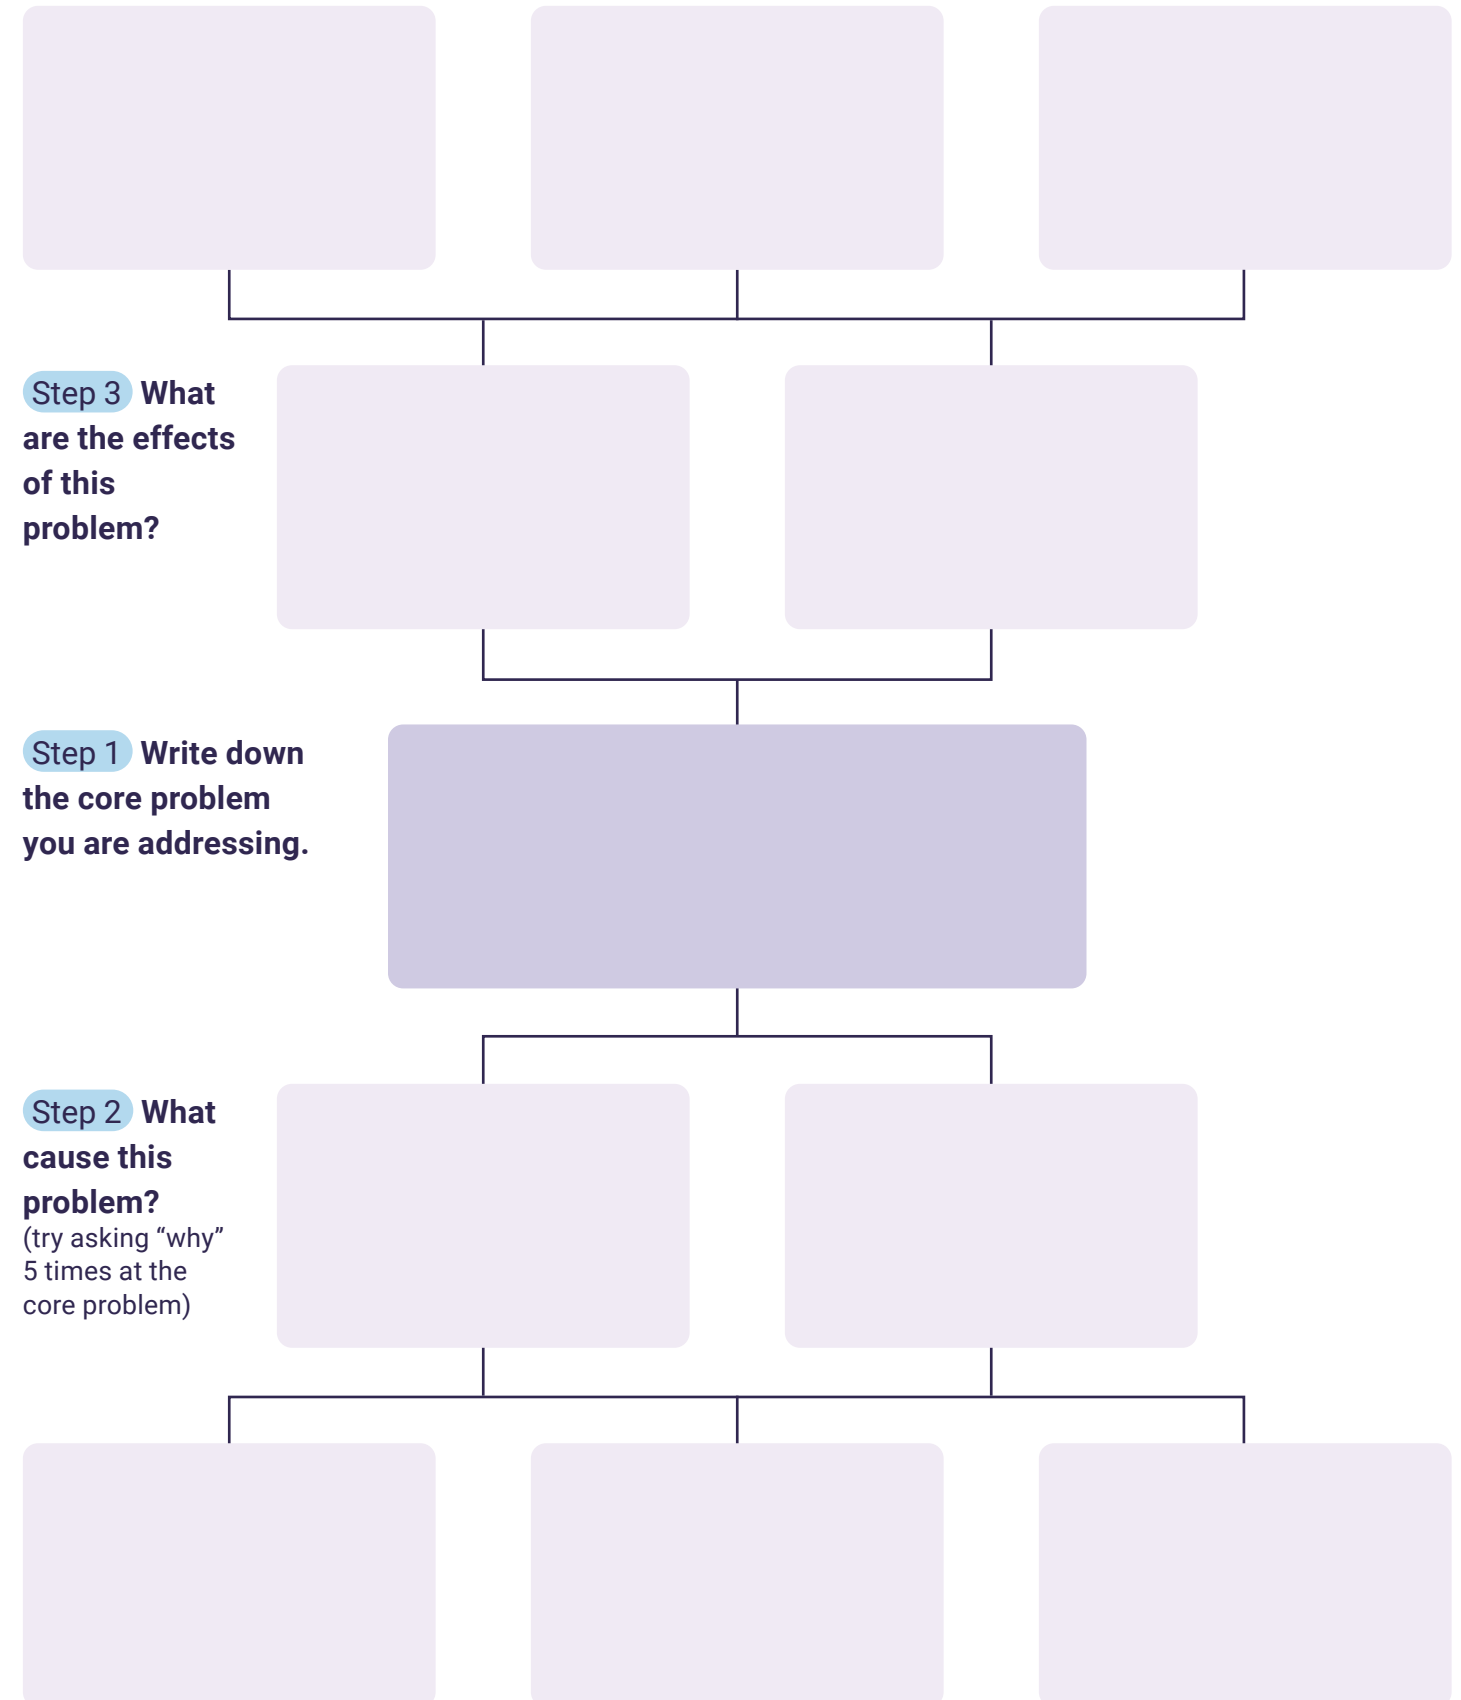 Step 3 What
are the effects
of this
problem?
Step 1 Write down
the core problem
you are addressing.
Step 2 What
cause this
problem?
(try asking “why”
5 times at the
core problem)